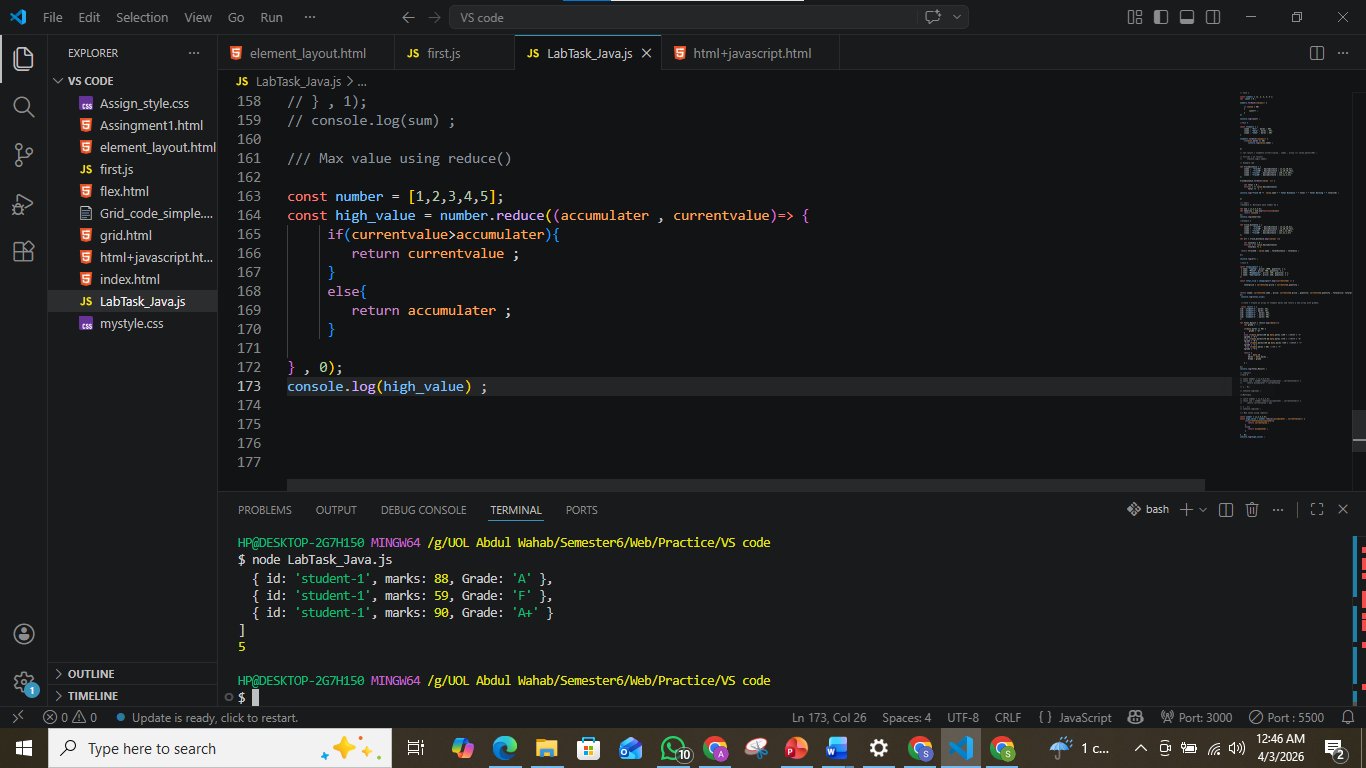 File Edit Selection View Go Run ··· VS code
EXPLORER ···
VS CODE
Assign_style.css
Assingment1.html
element_layout.html
first.js
flex.html
Grid_code_simple....
grid.html
html+javascript.ht...
index.html
LabTask_Java.js
mystyle.css
OUTLINE
TIMELINE
element_layout.html JS first.js JS LabTask_Java.js html+javascript.html
JS LabTask_Java.js > ...
158 // } , 1);
159 // console.log(sum) ;
160
161 /// Max value using reduce()
162
163 const number = [1,2,3,4,5];
164 const high_value = number.reduce((accumulater , currentvalue)=> {
165 if(currentvalue>accumulater){
166 return currentvalue ;
167 }
168 else{
169 return accumulater ;
170 }
171
172 } , 0);
173 console.log(high_value) ;
174
175
176
177
PROBLEMS OUTPUT DEBUG CONSOLE TERMINAL PORTS bash
HP@DESKTOP-2G7H150 MINGW64 /g/UOL Abdul Wahab/Semester6/Web/Practice/VS code
$ node LabTask_Java.js
{ id: 'student-1', marks: 88, Grade: 'A' },
{ id: 'student-1', marks: 59, Grade: 'F' },
{ id: 'student-1', marks: 90, Grade: 'A+' }
]
5
HP@DESKTOP-2G7H150 MINGW64 /g/UOL Abdul Wahab/Semester6/Web/Practice/VS code
$
1
0 0 Update is ready, click to restart. Ln 173, Col 26 Spaces: 4 UTF-8 CRLF { } JavaScript Port: 3000 Port : 5500
Type here to search 10 1 c... 12:46 AM
4/3/2026 2